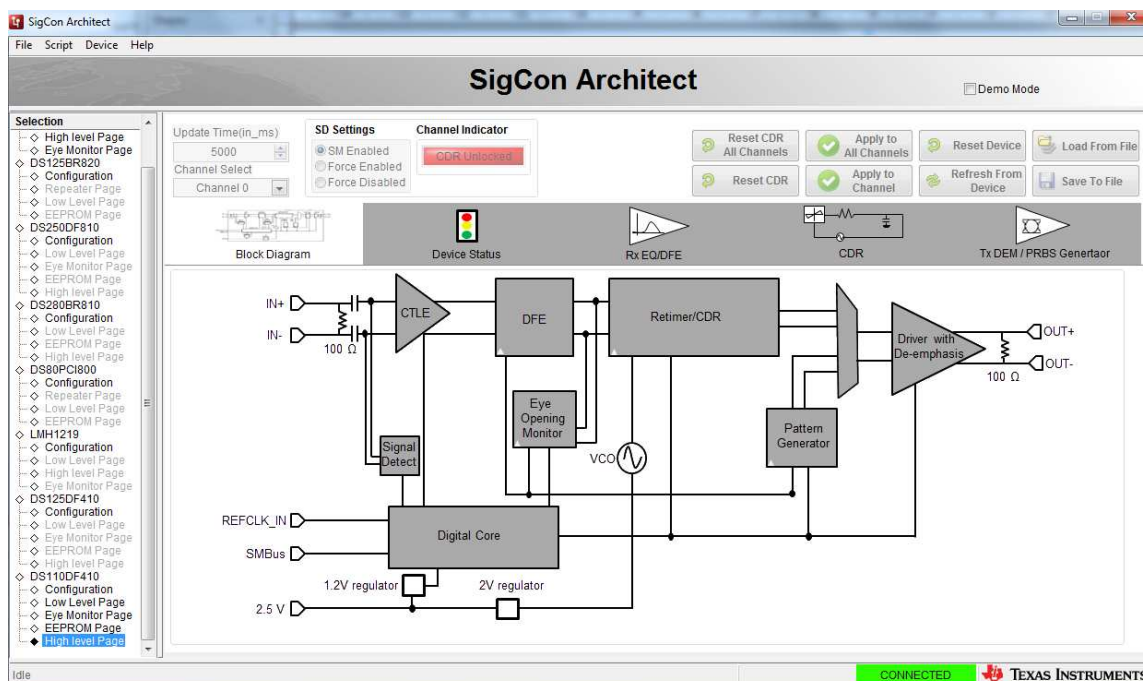 SigCon Architect
File Script Device Help
SigCon Architect
Demo Mode
Selection
High level Page
Eye Monitor Page
DS125BR820
Configuration
Repeater Page
Low Level Page
EEPROM Page
DS250DF810
Configuration
Low Level Page
Eye Monitor Page
EEPROM Page
High level Page
DS280BR810
Configuration
Low Level Page
EEPROM Page
High level Page
DS80PCI800
Configuration
Repeater Page
Low Level Page
EEPROM Page
LMH1219
Configuration
Low Level Page
High level Page
Eye Monitor Page
DS125DF410
Configuration
Low Level Page
Eye Monitor Page
EEPROM Page
High level Page
DS110DF410
Configuration
Low Level Page
Eye Monitor Page
EEPROM Page
High level Page
Update Time(in_ms)
5000
Channel Select
Channel 0
SD Settings
SM Enabled
Force Enabled
Force Disabled
Channel Indicator
CDR Unlocked
Reset CDR
All Channels
Apply to
All Channels
Reset Device
Load From File
Reset CDR
Apply to
Channel
Refresh From
Device
Save To File
Block Diagram
Device Status
Rx EQ/DFE
CDR
Tx DEM / PRBS Genertaor
IN+
IN-
100 Ω
CTLE
DFE
Retimer/CDR
Driver with
De-emphasis
OUT+
OUT-
100 Ω
Eye
Opening
Monitor
Pattern
Generator
Signal
Detect
VCO
REFCLK_IN
Digital Core
SMBus
1.2V regulator
2V regulator
2.5 V
Idle
CONNECTED
TEXAS INSTRUMENTS